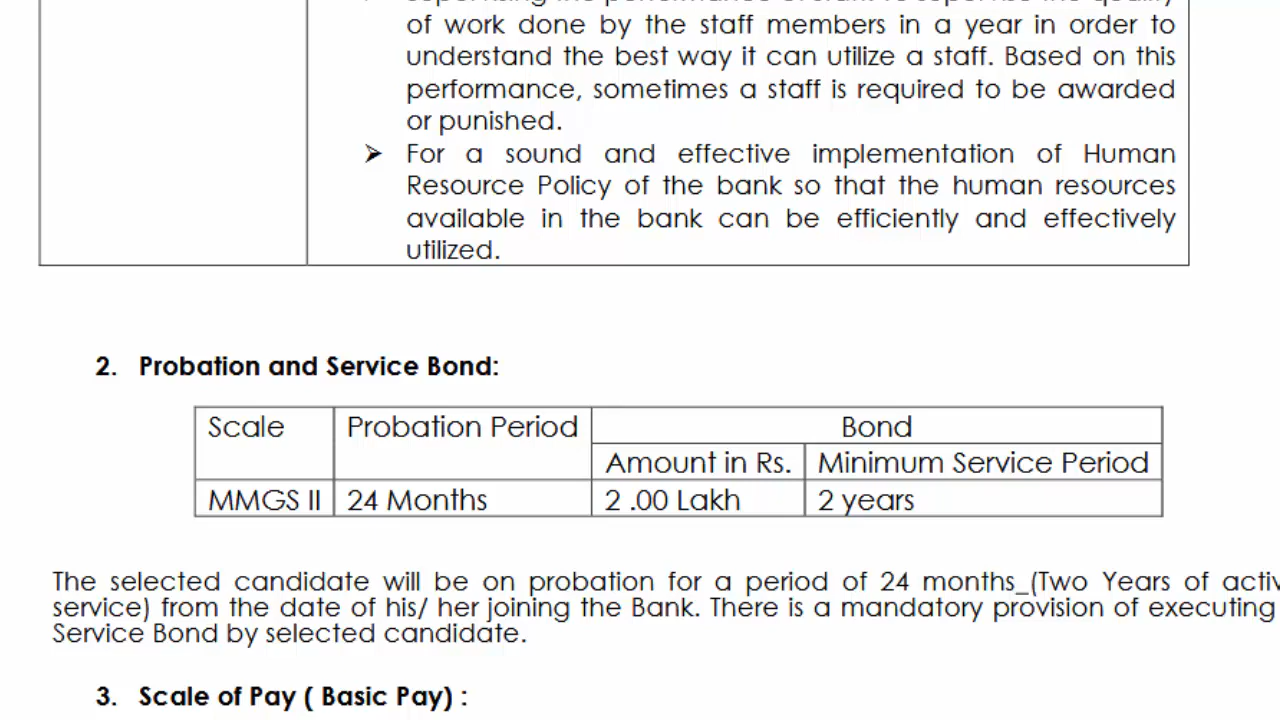 of work done by the staff members in a year in order to
understand the best way it can utilize a staff. Based on this
performance, sometimes a staff is required to be awarded
or punished.
➤ For a sound and effective implementation of Human
Resource Policy of the bank so that the human resources
available in the bank can be efficiently and effectively
utilized.
2. Probation and Service Bond:
Scale Probation Period Bond
Amount in Rs. Minimum Service Period
MMGS II 24 Months 2 .00 Lakh 2 years
The selected candidate will be on probation for a period of 24 months_(Two Years of
service) from the date of his/ her joining the Bank. There is a mandatory provision of executing
Service Bond by selected candidate.
3. Scale of Pay ( Basic Pay) :